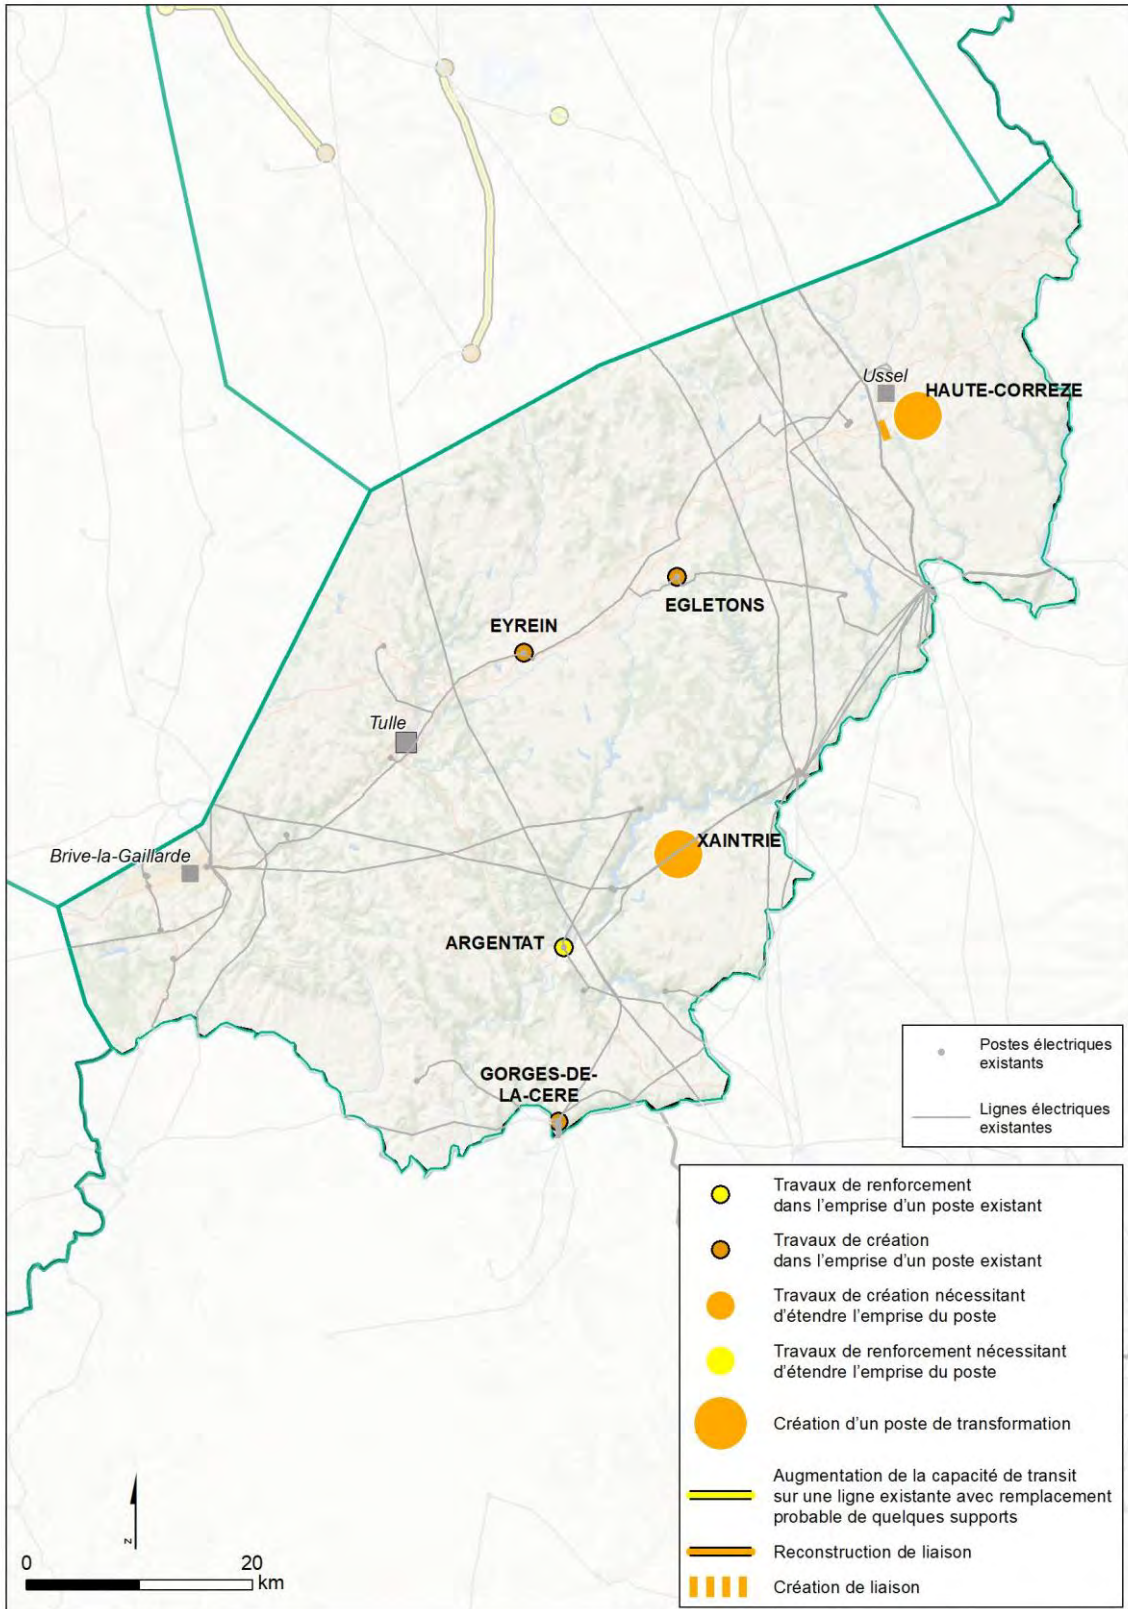 Ussel
HAUTE-CORREZE
EGLETONS
EYREIN
Tulle
XAINTRIE
Brive-la-Gaillarde
ARGENTAT
GORGES-DE-
LA-CERE
Postes électriques
existants
Lignes électriques
existantes
Travaux de renforcement
dans l'emprise d'un poste existant
Travaux de création
dans l'emprise d'un poste existant
Travaux de création nécessitant
d'étendre l'emprise du poste
Travaux de renforcement nécessitant
d'étendre l'emprise du poste
Création d'un poste de transformation
Augmentation de la capacité de transit
sur une ligne existante avec remplacement
probable de quelques supports
Reconstruction de liaison
Création de liaison
N
0 20
km